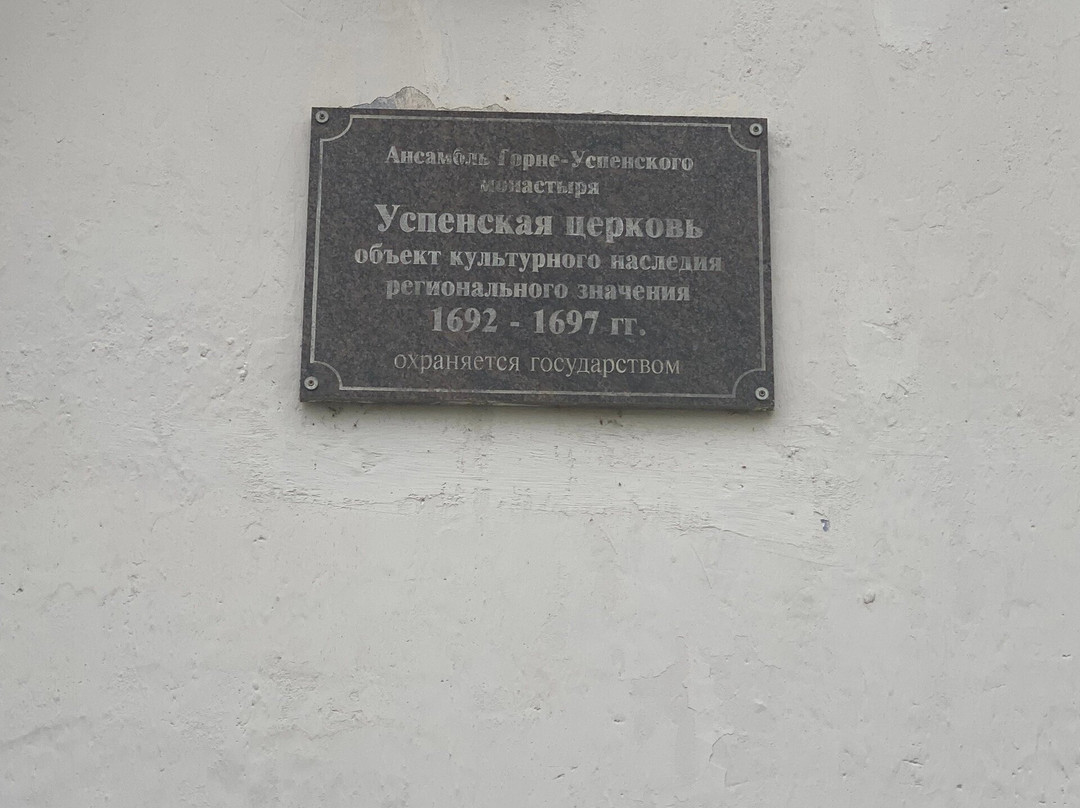 Ансамбль Горне-Успенского
монастыря
Успенская церковь
объект культурного наследия
регионального значения
1692 - 1697 гг.
охраняется государством